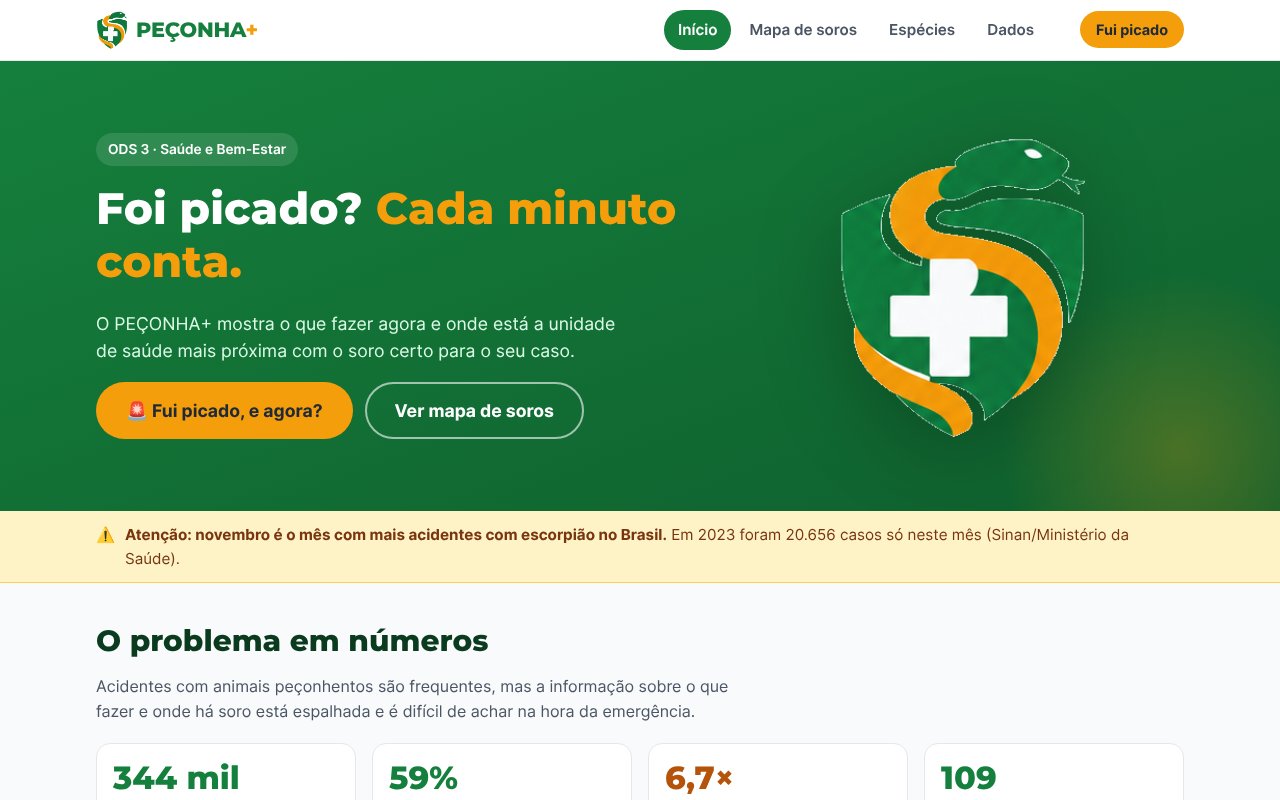 PEÇONHA+
Início
Mapa de soros
Espécies
Dados
Fui picado
ODS 3 · Saúde e Bem-Estar
Foi picado? Cada minuto
conta.
O PEÇONHA+ mostra o que fazer agora e onde está a unidade
de saúde mais próxima com o soro certo para o seu caso.
🚨 Fui picado, e agora?
Ver mapa de soros
⚠️ Atenção: novembro é o mês com mais acidentes com escorpião no Brasil. Em 2023 foram 20.656 casos só neste mês (Sinan/Ministério da
Saúde).
O problema em números
Acidentes com animais peçonhentos são frequentes, mas a informação sobre o que
fazer e onde há soro está espalhada e é difícil de achar na hora da emergência.
344 mil
59%
6,7×
109